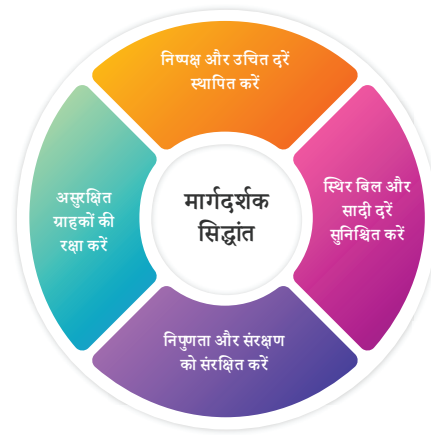 निष्पक्ष और उचित दरें
स्थापित करें
असुरक्षित
ग्राहकों की
रक्षा करें
मार्गदर्शक
सिद्धांत
स्थिर बिल और
सादी दरें
सुनिश्चित करें
निपुणता और संरक्षण
को संरक्षित करें